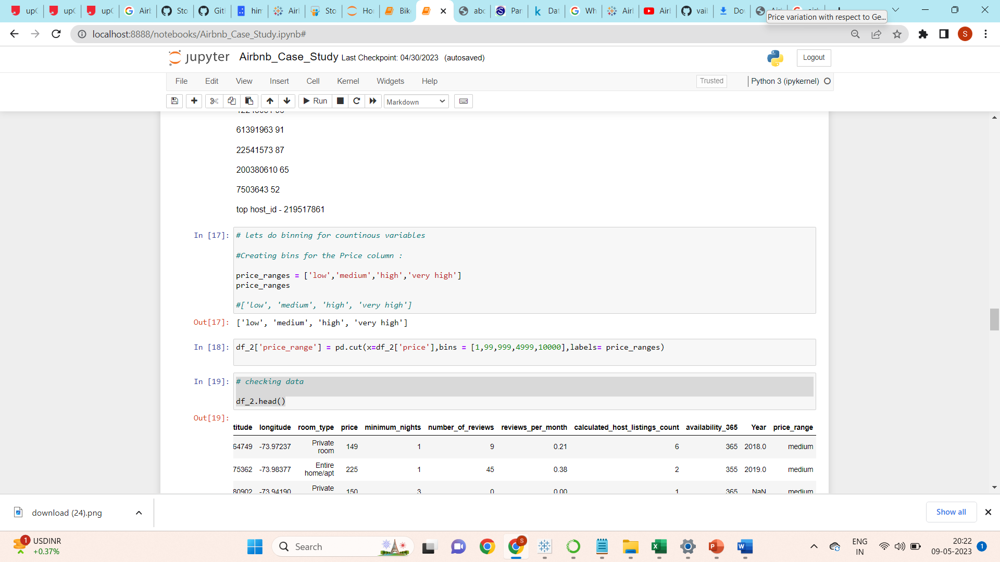 upG
upG
upG
Airb
Sto
Git
him
Airl
Sto
Ho
Bik
abc
Par
Dat
Wh
Airl
Airl
vail
Do
Price variation with respect to Ge...
localhost:8888/notebooks/Airbnb_Case_Study.ipynb#
S
jupyter Airbnb_Case_Study Last Checkpoint: 04/30/2023 (autosaved)
Logout
File Edit View Insert Cell Kernel Widgets Help
Trusted
Python 3 (ipykernel)
Run
Markdown
61391963 91
22541573 87
200380610 65
7503643 52
top host_id - 219517861
In [17]:
# lets do binning for countinous variables
#Creating bins for the Price column :
price_ranges = ['low','medium','high','very high']
price_ranges
#['low', 'medium', 'high', 'very high']
Out[17]: ['low', 'medium', 'high', 'very high']
In [18]: df_2['price_range'] = pd.cut(x=df_2['price'],bins = [1,99,999,4999,10000],labels= price_ranges)
In [19]: # checking data
df_2.head()
Out[19]:
titude longitude room_type price minimum_nights number_of_reviews reviews_per_month calculated_host_listings_count availability_365 Year price_range
64749 -73.97237 Private room 149 1 9 0.21 6 365 2018.0 medium
75362 -73.98377 Entire home/apt 225 1 45 0.38 2 355 2019.0 medium
80902 -73.94190 Private 150 3 0 0.00 1 365 NaN medium
download (24).png
Show all
1
USDINR
+0.37%
Search
S
ENG
IN
20:22
09-05-2023
1